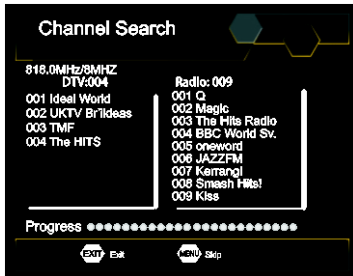 Channel Search
818.0MHz/8MHZ
DTV:004
001 Ideal World
002 UKTV BrIideas
003 TMF
004 The HITS
Radio: 009
001 Q
002 Magic
003 The Hits Radio
004 BBC World Sv.
005 oneword
006 JAZZFM
007 Kerrang!
008 Smash Hits!
009 Kiss
Progress
EXIT Exit
MENU Skip